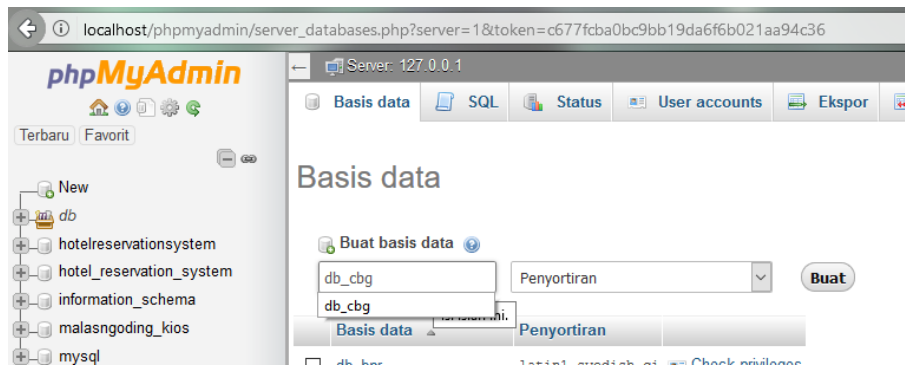 localhost/phpmyadmin/server_databases.php?server=1&token=c677fcba0bc9bb19da6f6b021aa94c36
phpMyAdmin
Terbaru Favorit
New
db
hotelreservationsystem
hotel_reservation_system
information_schema
malasngoding_kios
mysql
Server: 127.0.0.1
Basis data SQL Status User accounts Ekspor
Basis data
Buat basis data
db_cbg Penyortiran Buat
db_cbg
ini.
Basis data Penyortiran
Check privileges